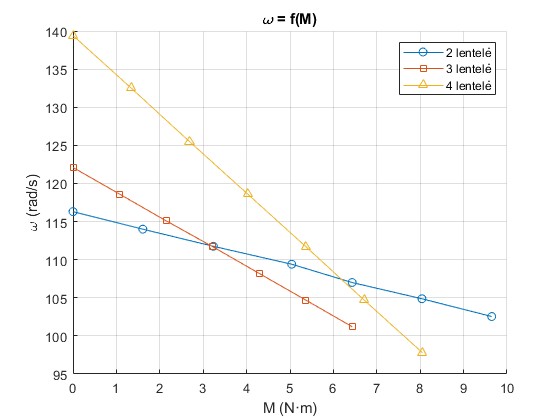 ω = f(M)
140
135
130
125
120
115
110
105
100
95
ω (rad/s)
2 lentelė
3 lentelė
4 lentelė
0 1 2 3 4 5 6 7 8 9 10
M (N·m)